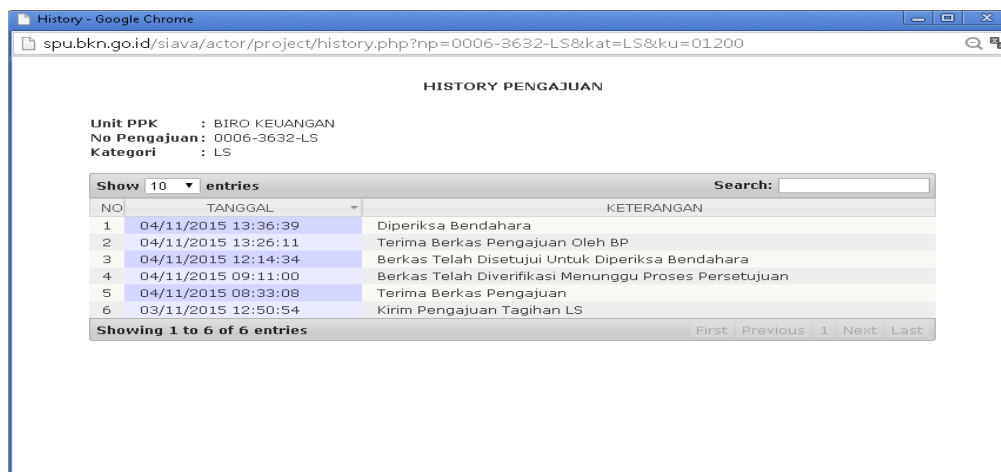 History - Google Chrome
spu.bkn.go.id/siava/actor/project/history.php?np=0006-3632-LS&kat=LS&ku=01200
HISTORY PENGAJUAN
Unit PPK : BIRO KEUANGAN
No Pengajuan : 0006-3632-LS
Kategori : LS
Show 10 entries Search:
NO TANGGAL KETERANGAN
1 04/11/2015 13:36:39 Diperiksa Bendahara
2 04/11/2015 13:26:11 Terima Berkas Pengajuan Oleh BP
3 04/11/2015 12:14:34 Berkas Telah Disetujui Untuk Diperiksa Bendahara
4 04/11/2015 09:11:00 Berkas Telah Diverifikasi Menunggu Proses Persetujuan
5 04/11/2015 08:33:08 Terima Berkas Pengajuan
6 03/11/2015 12:50:54 Kirim Pengajuan Tagihan LS
Showing 1 to 6 of 6 entries First Previous 1 Next Last